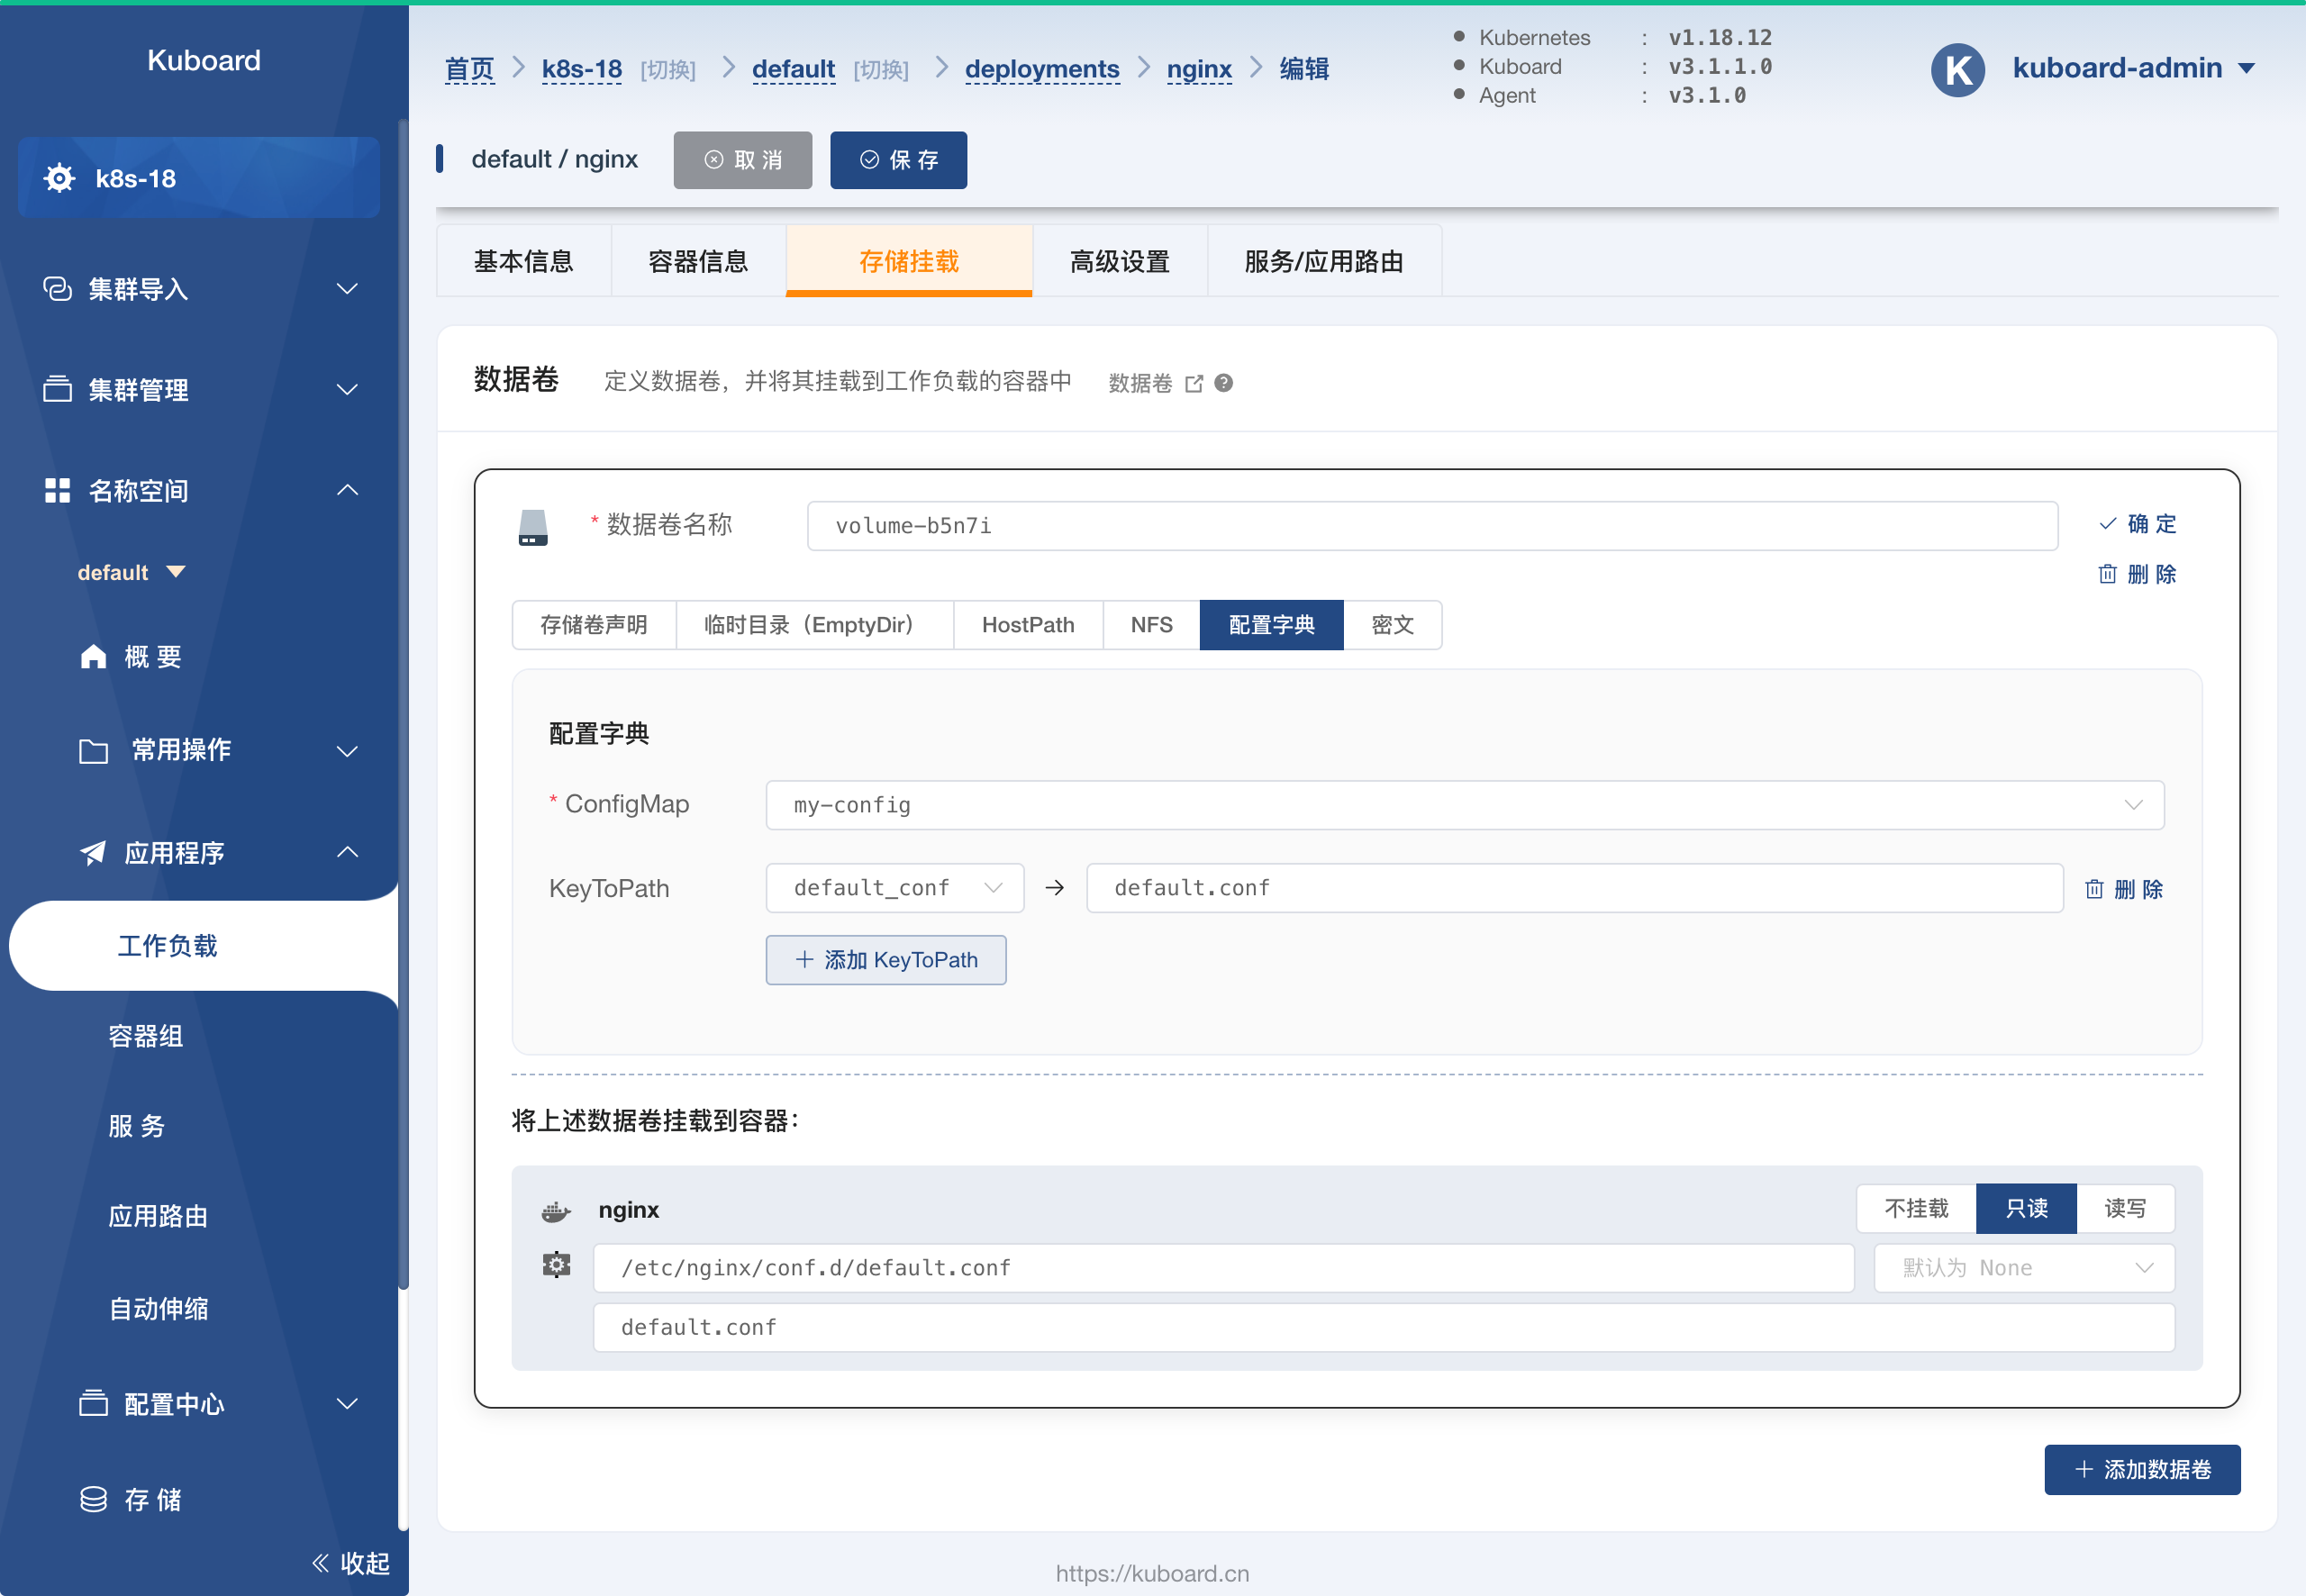 Kuboard
k8s-18
集群导入
集群管理
名称空间
default
概 要
常用操作
应用程序
工作负载
容器组
服 务
应用路由
自动伸缩
配置中心
存 储
收起
首页 k8s-18 [切换] default [切换] deployments nginx 编辑
Kubernetes : v1.18.12
Kuboard : v3.1.1.0
Agent : v3.1.0
K kuboard-admin
default / nginx 取 消 保 存
基本信息 容器信息 存储挂载 高级设置 服务/应用路由
数据卷 定义数据卷，并将其挂载到工作负载的容器中 数据卷 ?
* 数据卷名称 volume-b5n7i 确 定
删 除
存储卷声明 临时目录（EmptyDir） HostPath NFS 配置字典 密文
配置字典
* ConfigMap my-config
KeyToPath default_conf → default.conf 删 除
+ 添加 KeyToPath
将上述数据卷挂载到容器：
nginx 不挂载 只读 读写
/etc/nginx/conf.d/default.conf 默认为 None
default.conf
+ 添加数据卷
https://kuboard.cn